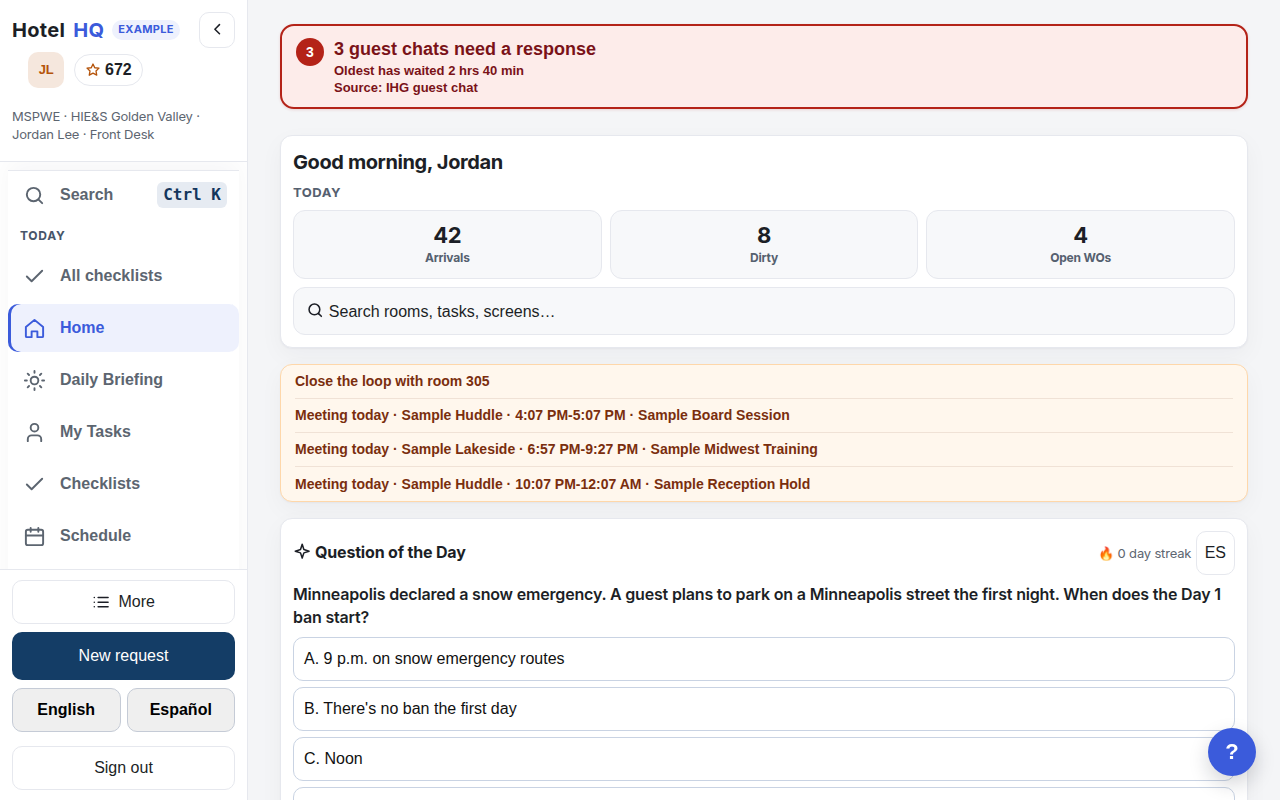 Hotel HQ EXAMPLE
JL 672
MSPWE · HIE&S Golden Valley ·
Jordan Lee · Front Desk
Search Ctrl K
TODAY
All checklists
Home
Daily Briefing
My Tasks
Checklists
Schedule
More
New request
English Español
Sign out
3 3 guest chats need a response
Oldest has waited 2 hrs 40 min
Source: IHG guest chat
Good morning, Jordan
TODAY
42 8 4
Arrivals Dirty Open WOs
Search rooms, tasks, screens…
Close the loop with room 305
Meeting today · Sample Huddle · 4:07 PM-5:07 PM · Sample Board Session
Meeting today · Sample Lakeside · 6:57 PM-9:27 PM · Sample Midwest Training
Meeting today · Sample Huddle · 10:07 PM-12:07 AM · Sample Reception Hold
Question of the Day 🔥 0 day streak ES
Minneapolis declared a snow emergency. A guest plans to park on a Minneapolis street the first night. When does the Day 1
ban start?
A. 9 p.m. on snow emergency routes
B. There's no ban the first day
C. Noon
?